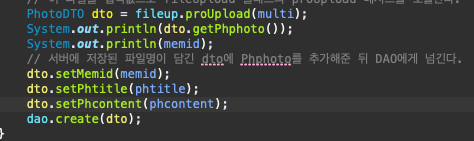 PhotoDTO dto = fileup.proUpload(multi);
System.out.println(dto.getPhphoto());
System.out.println(memid);
// 서버에 저장된 파일명이 담긴 dto에 Phphoto를 추가해준 뒤 DAO에게 넘긴다.
dto.setMemid(memid);
dto.setPhtitle(phtitle);
dto.setPhcontent(phcontent);
dao.create(dto);
}